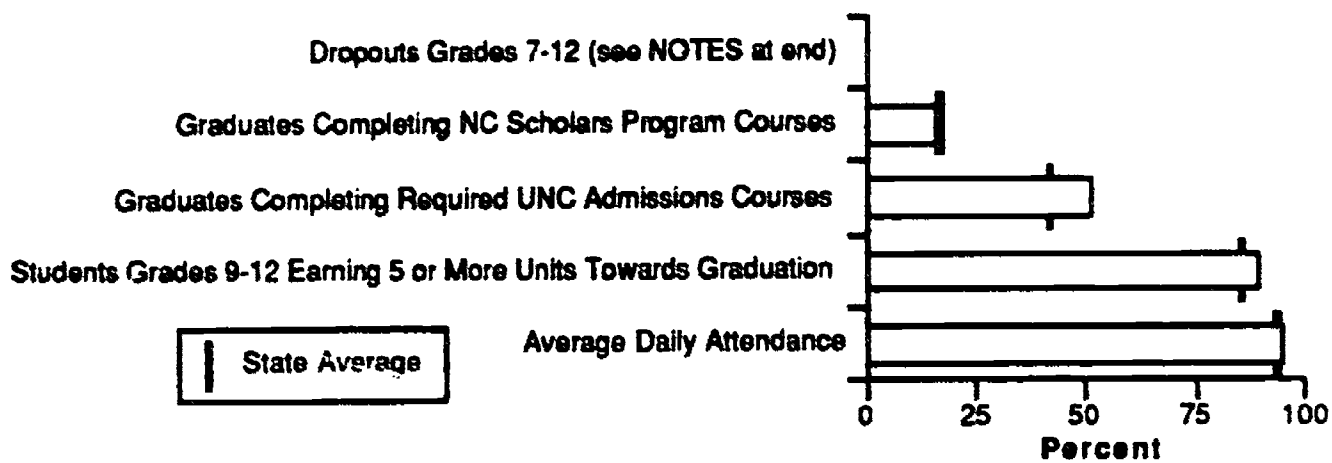 Dropouts Grades 7-12 (see NOTES at end)
Graduates Completing NC Scholars Program Courses
Graduates Completing Required UNC Admissions Courses
Students Grades 9-12 Earning 5 or More Units Towards Graduation
Average Daily Attendance
State Average
0 25 50 75 100
Percent